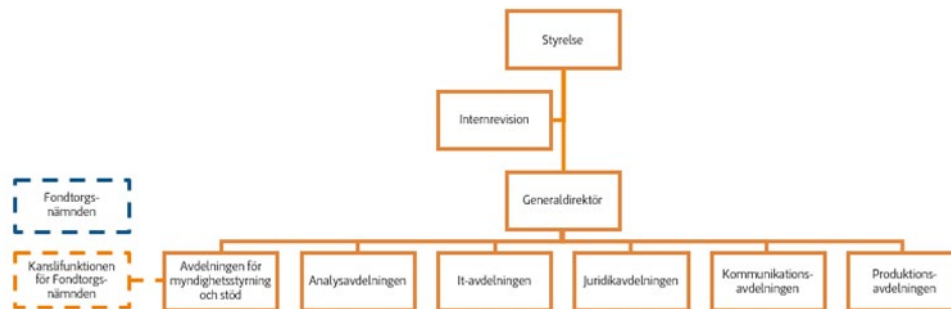 Styrelse
Internrevision
Generaldirektör
Fondtorgs-
nämnden
Kanslifunktionen
för Fondtorgs-
nämnden
Avdelningen för
myndighetsstyrning
och stöd
Analysavdelningen
It-avdelningen
Juridikavdelningen
Kommunikations-
avdelningen
Produktions-
avdelningen